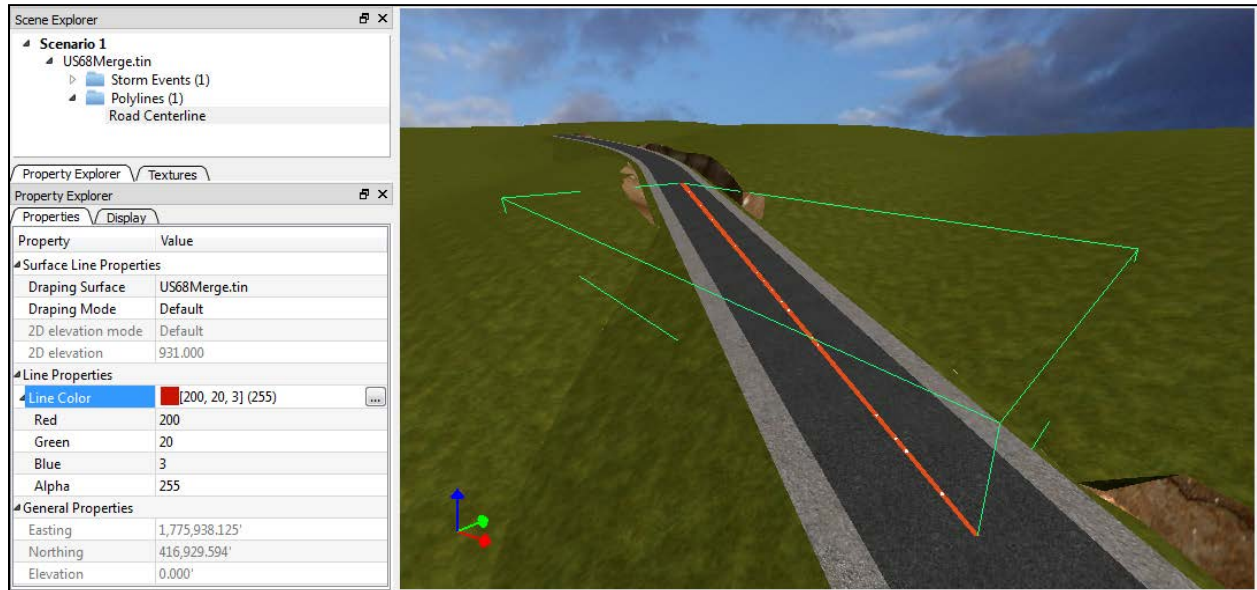 Scene Explorer
Scenario 1
US68Merge.tin
Storm Events (1)
Polylines (1)
Road Centerline
Property Explorer Textures
Property Explorer
Properties Display
Property Value
Surface Line Properties
Draping Surface US68Merge.tin
Draping Mode Default
2D elevation mode Default
2D elevation 931.000
Line Properties
Line Color [200, 20, 3] (255) ...
Red 200
Green 20
Blue 3
Alpha 255
General Properties
Easting 1,775,938.125'
Northing 416,929.594'
Elevation 0.000'